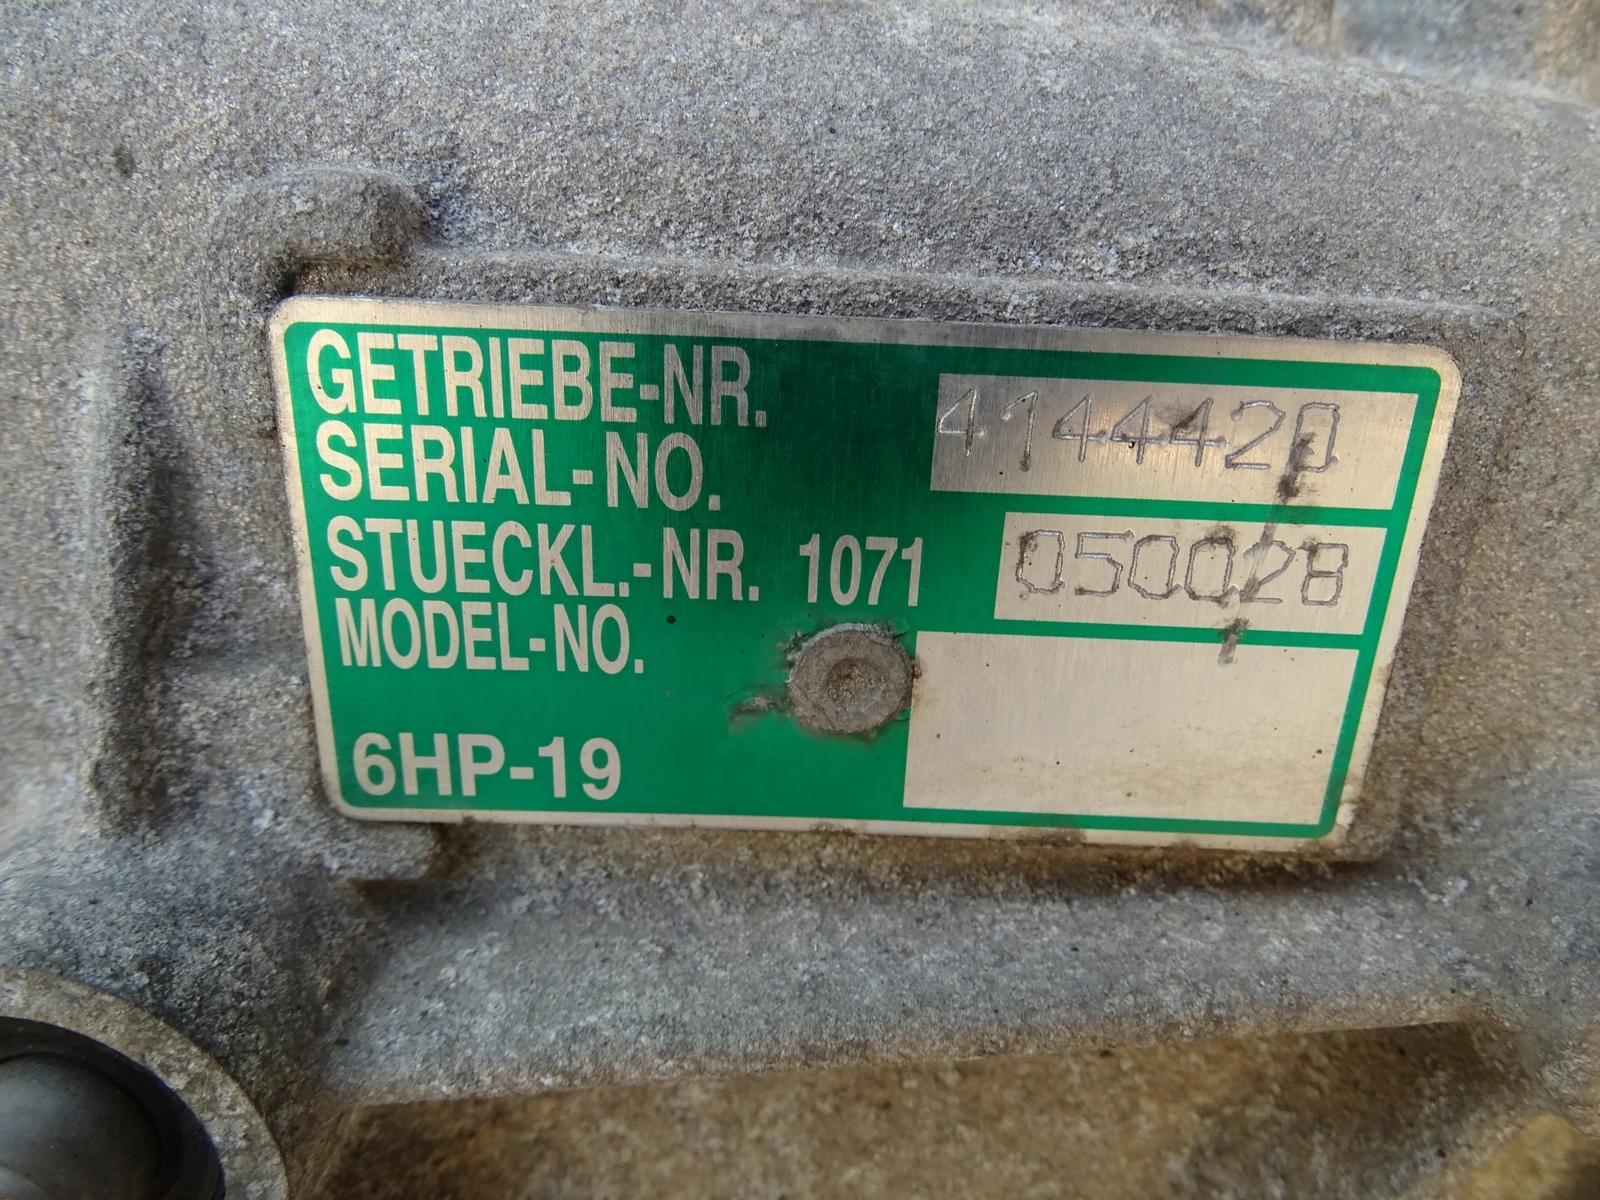 GETRIEBE-NR. 4144420
SERIAL-NO.
STUECKL.-NR. 1071 050028
MODEL-NO.
6HP-19